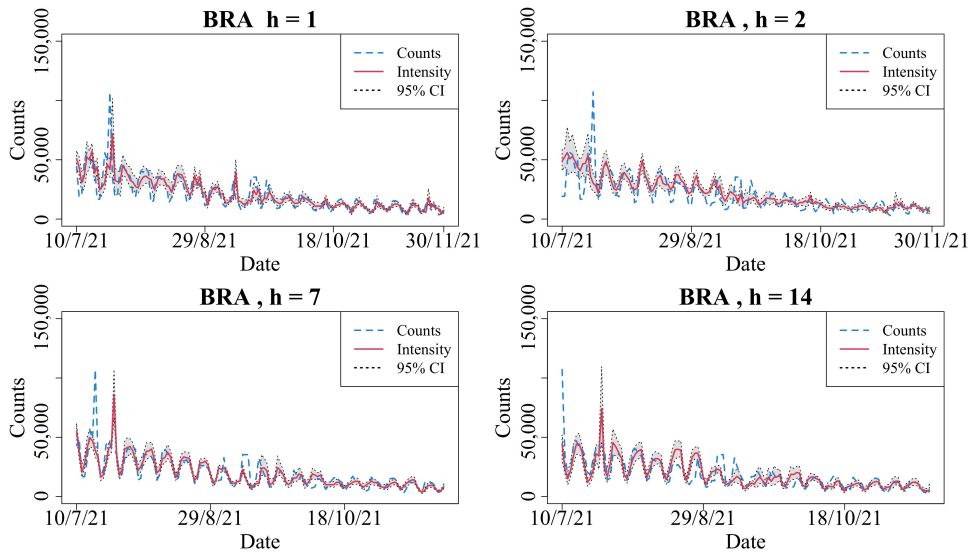 BRA h = 1
150,000
50,000
0
Counts
Counts
Intensity
95% CI
10/7/21 29/8/21 18/10/21 30/11/21
Date
BRA , h = 2
150,000
50,000
0
Counts
Counts
Intensity
95% CI
10/7/21 29/8/21 18/10/21 30/11/21
Date
BRA , h = 7
150,000
50,000
0
Counts
Counts
Intensity
95% CI
10/7/21 29/8/21 18/10/21
Date
BRA , h = 14
150,000
50,000
0
Counts
Counts
Intensity
95% CI
10/7/21 29/8/21 18/10/21
Date